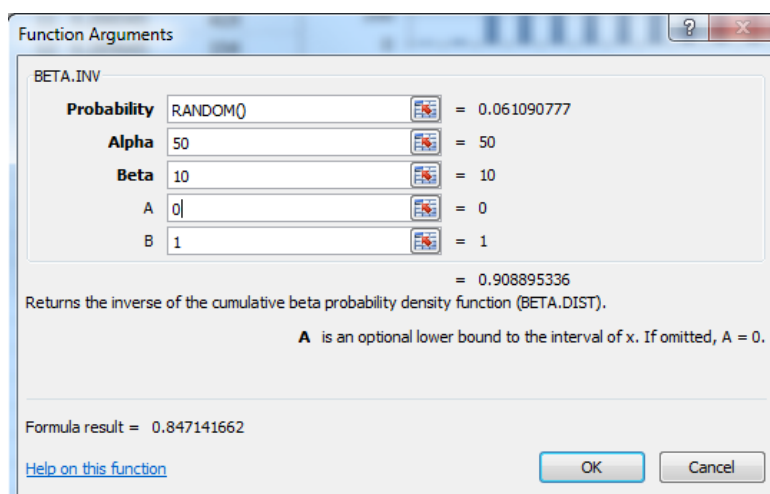 Function Arguments
?
BETA.INV
Probability RANDOM() = 0.061090777
Alpha 50 = 50
Beta 10 = 10
A 0 = 0
B 1 = 1
= 0.908895336
Returns the inverse of the cumulative beta probability density function (BETA.DIST).
A is an optional lower bound to the interval of x. If omitted, A = 0.
Formula result = 0.847141662
Help on this function
OK Cancel